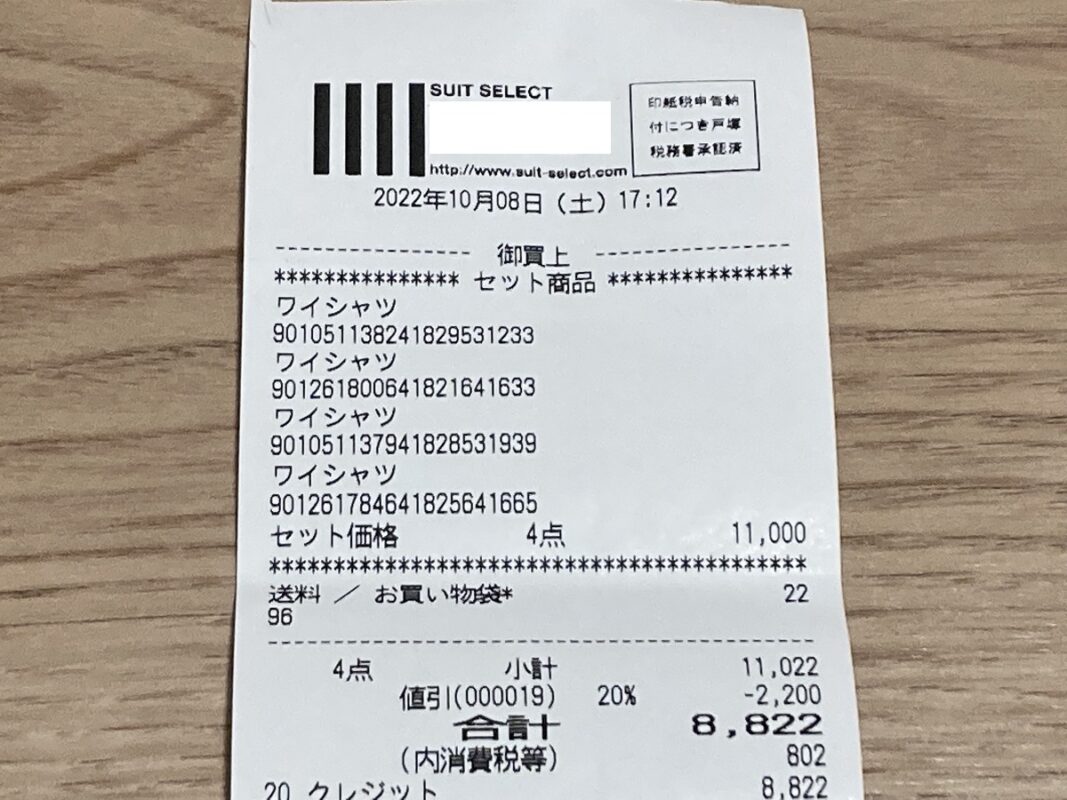 SUIT SELECT
http://www.suit-select.com
印紙税申告納
付につき戸塚
税務署承認済
2022年10月08日（土）17:12
--------------- 御買上 ---------------
*************** セット商品 ***************
ワイシャツ
901051138241829531233
ワイシャツ
901261800641821641633
ワイシャツ
901051137941828531939
ワイシャツ
901261784641825641665
セット価格 4点 11,000
******************************************
送料 ／ お買い物袋* 22
96
------------------------------------------
4点 小計 11,022
値引(000019) 20% -2,200
合計 8,822
(内消費税等) 802
20 クレジット 8,822